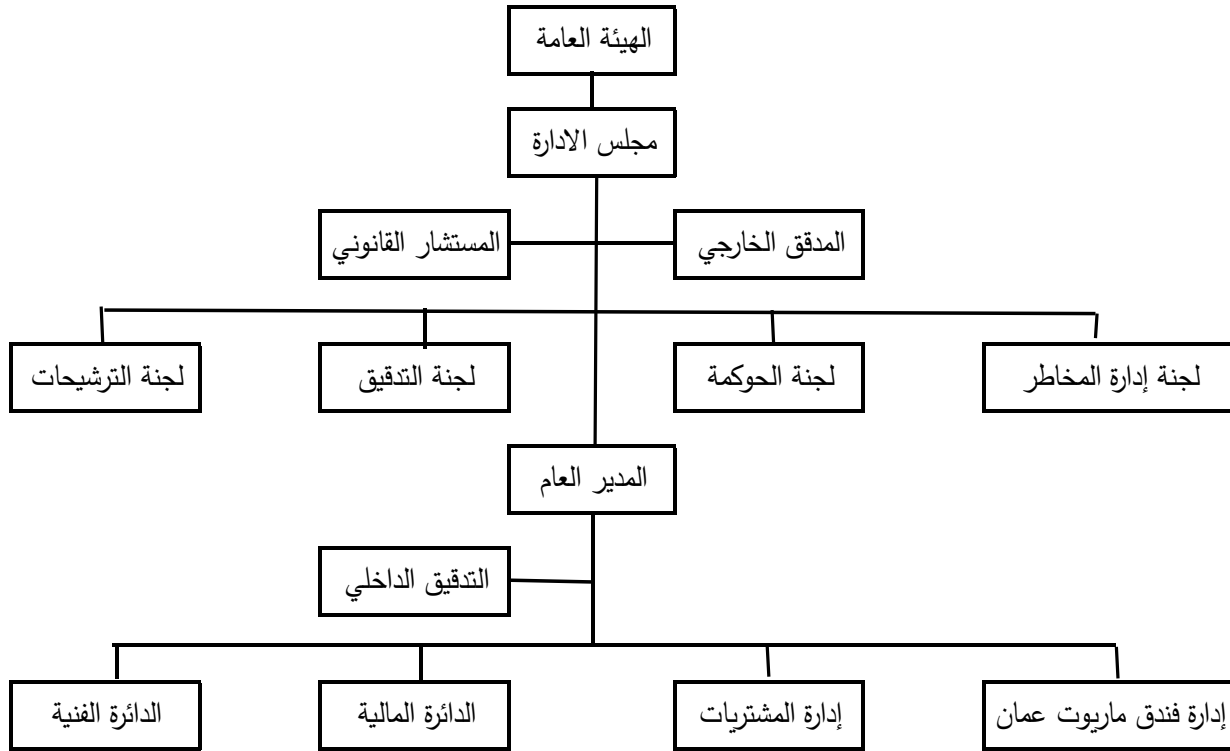 الهيئة العامة
مجلس الادارة
المدقق الخارجي
المستشار القانوني
لجنة إدارة المخاطر
لجنة الحوكمة
لجنة التدقيق
لجنة الترشيحات
المدير العام
التدقيق الداخلي
إدارة فندق ماريوت عمان
إدارة المشتريات
الدائرة المالية
الدائرة الفنية